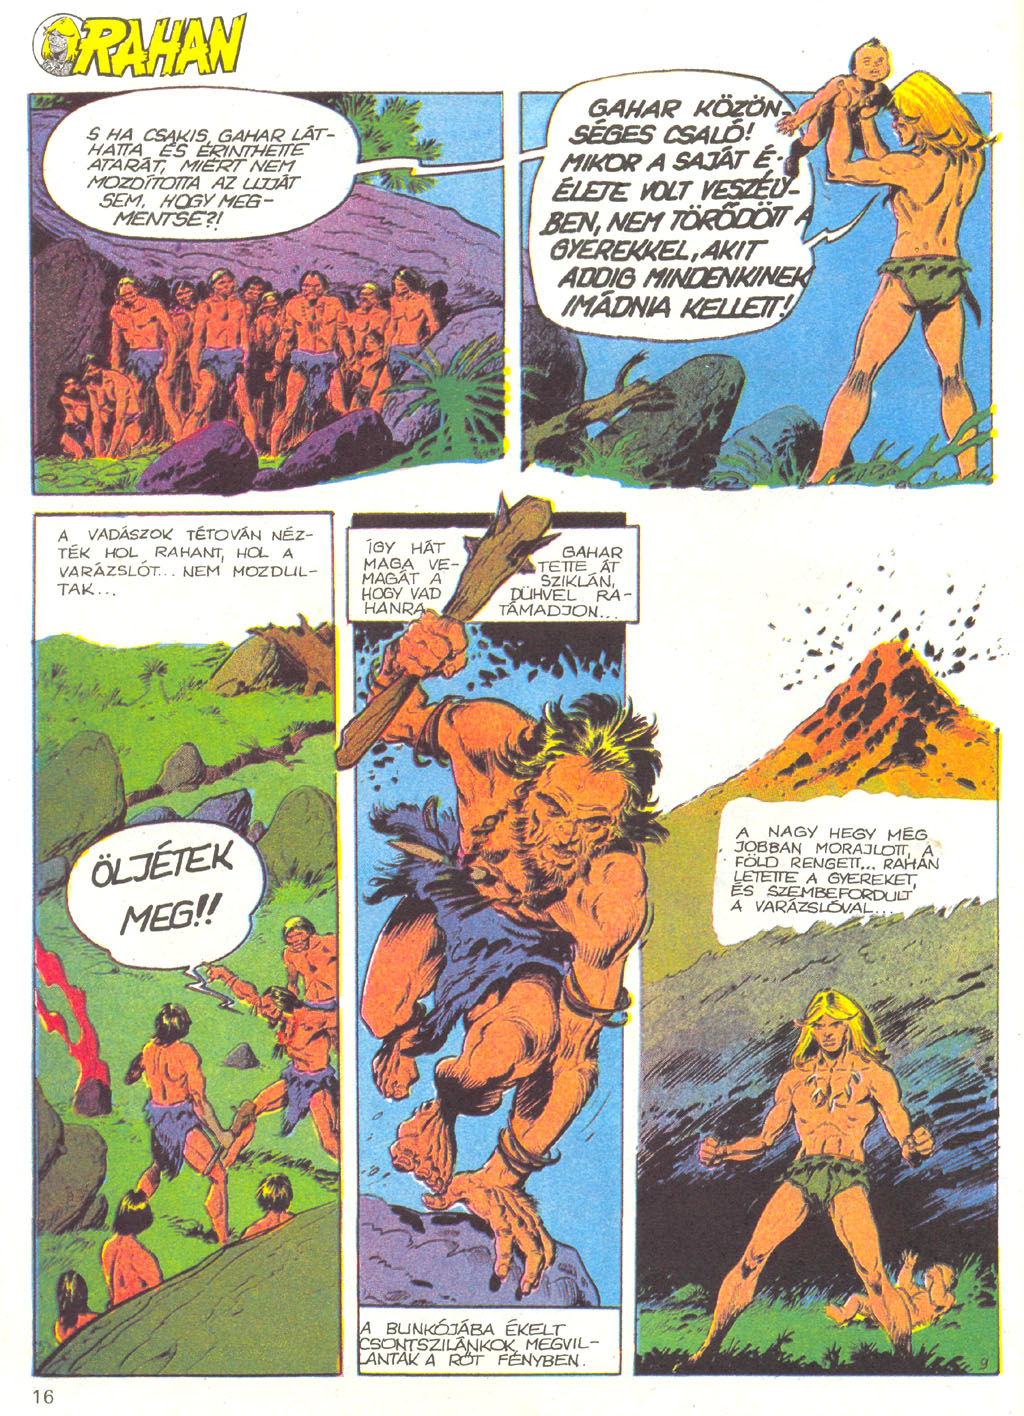 RAHAN
S HA CSAKIS GAHAR LÁT-
HATTA ÉS ÉRINTHETTE
ATARÁT, MIÉRT NEM
MOZDÍTOTTA AZ UJJÁT
SEM, HOGY MEG-
MENTSE?!
GAHAR KÖZÖN-
SÉGES CSALÓ!
MIKOR A SAJÁT É-
ÉLETE VOLT VESZÉLY-
BEN, NEM TÖRŐDÖTT A
GYEREKKEL, AKIT
ADDIG MINDENKINEK
IMÁDNIA KELLETT!
A VADÁSZOK TÉTOVÁN NÉZ-
TÉK HOL RAHANT, HOL A
VARÁZSLÓT... NEM MOZDUL-
TAK...
ÖLJÉTEK
MEG!!
ÍGY HÁT GAHAR
MAGA VE- TETTE ÁT
MAGÁT A SZIKLÁN,
HOGY VAD DÜHVEL RA-
HANRA TÁMADJON...
A BUNKÓJÁBA ÉKELT
CSONTSZILÁNKOK MEGVIL-
LANTAK A RŐT FÉNYBEN.
A NAGY HEGY MÉG
JOBBAN MORAJLOTT, A
FÖLD RENGETT... RAHAN
LETETTE A GYEREKET,
ÉS SZEMBEFORDULT
A VARÁZSLÓVAL...
9
16